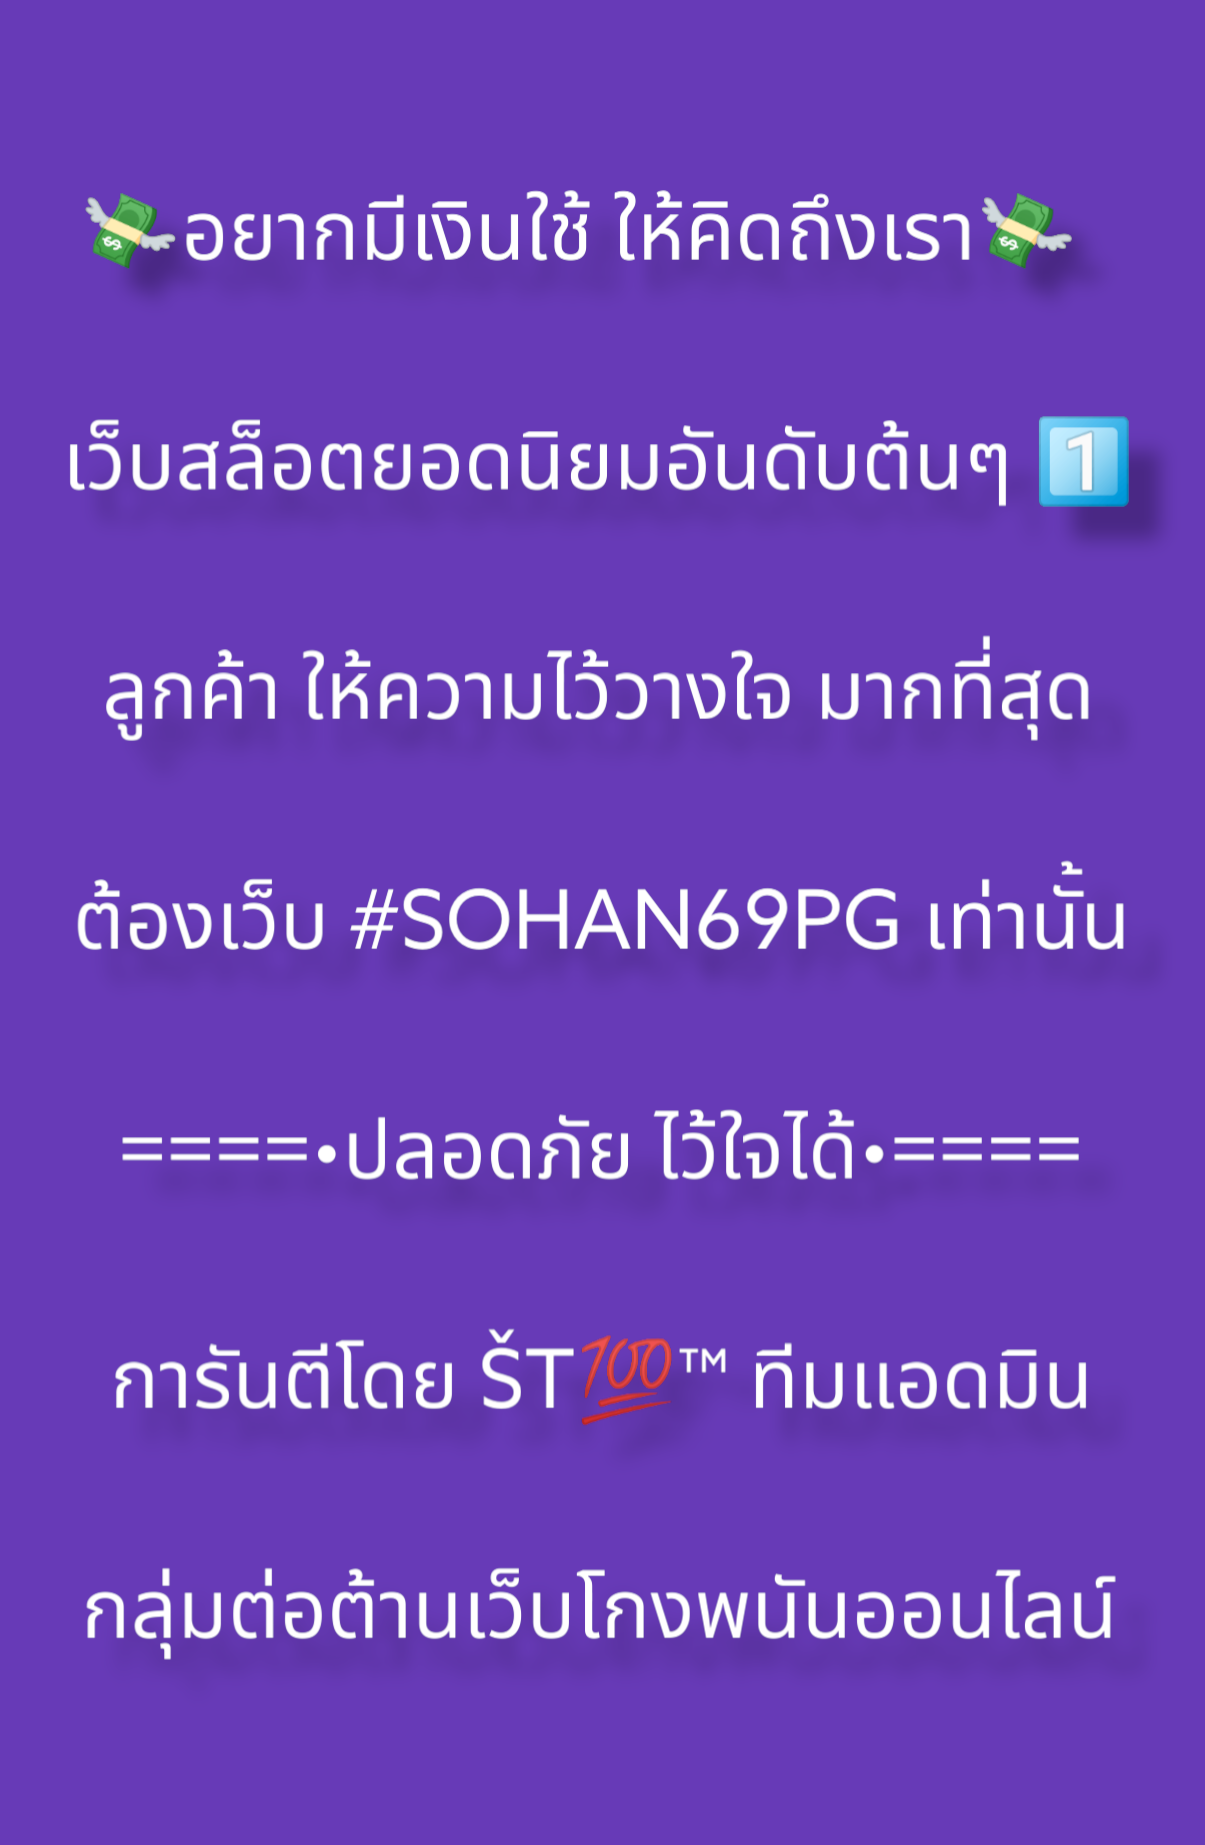 💸อยากมีเงินใช้ ให้คิดถึงเรา💸
เว็บสล็อตยอดนิยมอันดับต้นๆ 1️⃣
ลูกค้า ให้ความไว้วางใจ มากที่สุด
ต้องเว็บ #SOHAN69PG เท่านั้น
====•ปลอดภัย ไว้ใจได้•====
การันตีโดย ŠT💯™ ทีมแอดมิน
กลุ่มต่อต้านเว็บโกงพนันออนไลน์